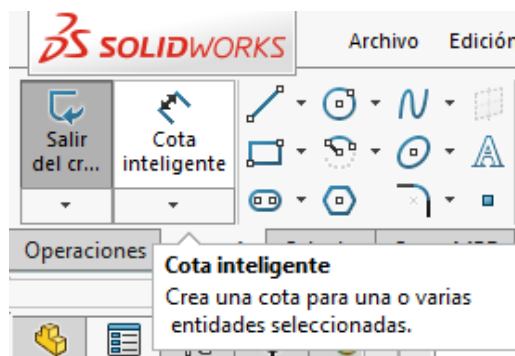 SOLIDWORKS
Archivo Edición
Salir
del cr...
Cota
inteligente
Operaciones
Cota inteligente
Crea una cota para una o varias
entidades seleccionadas.